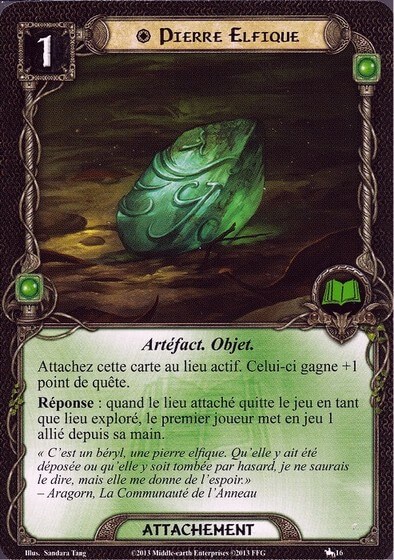 1
PIERRE ELFIQUE
Artéfact. Objet.
Attachez cette carte au lieu actif. Celui-ci gagne +1
point de quête.
Réponse : quand le lieu attaché quitte le jeu en tant
que lieu exploré, le premier joueur met en jeu 1
allié depuis sa main.
« C'est un béryl, une pierre elfique. Qu'elle y ait été
déposée ou qu'elle y soit tombée par hasard, je ne saurais
le dire, mais elle me donne de l'espoir.»
– Aragorn, La Communauté de l'Anneau
ATTACHEMENT
Illus. Sandara Tang ©2013 Middle-earth Enterprises ©2013 FFG 16